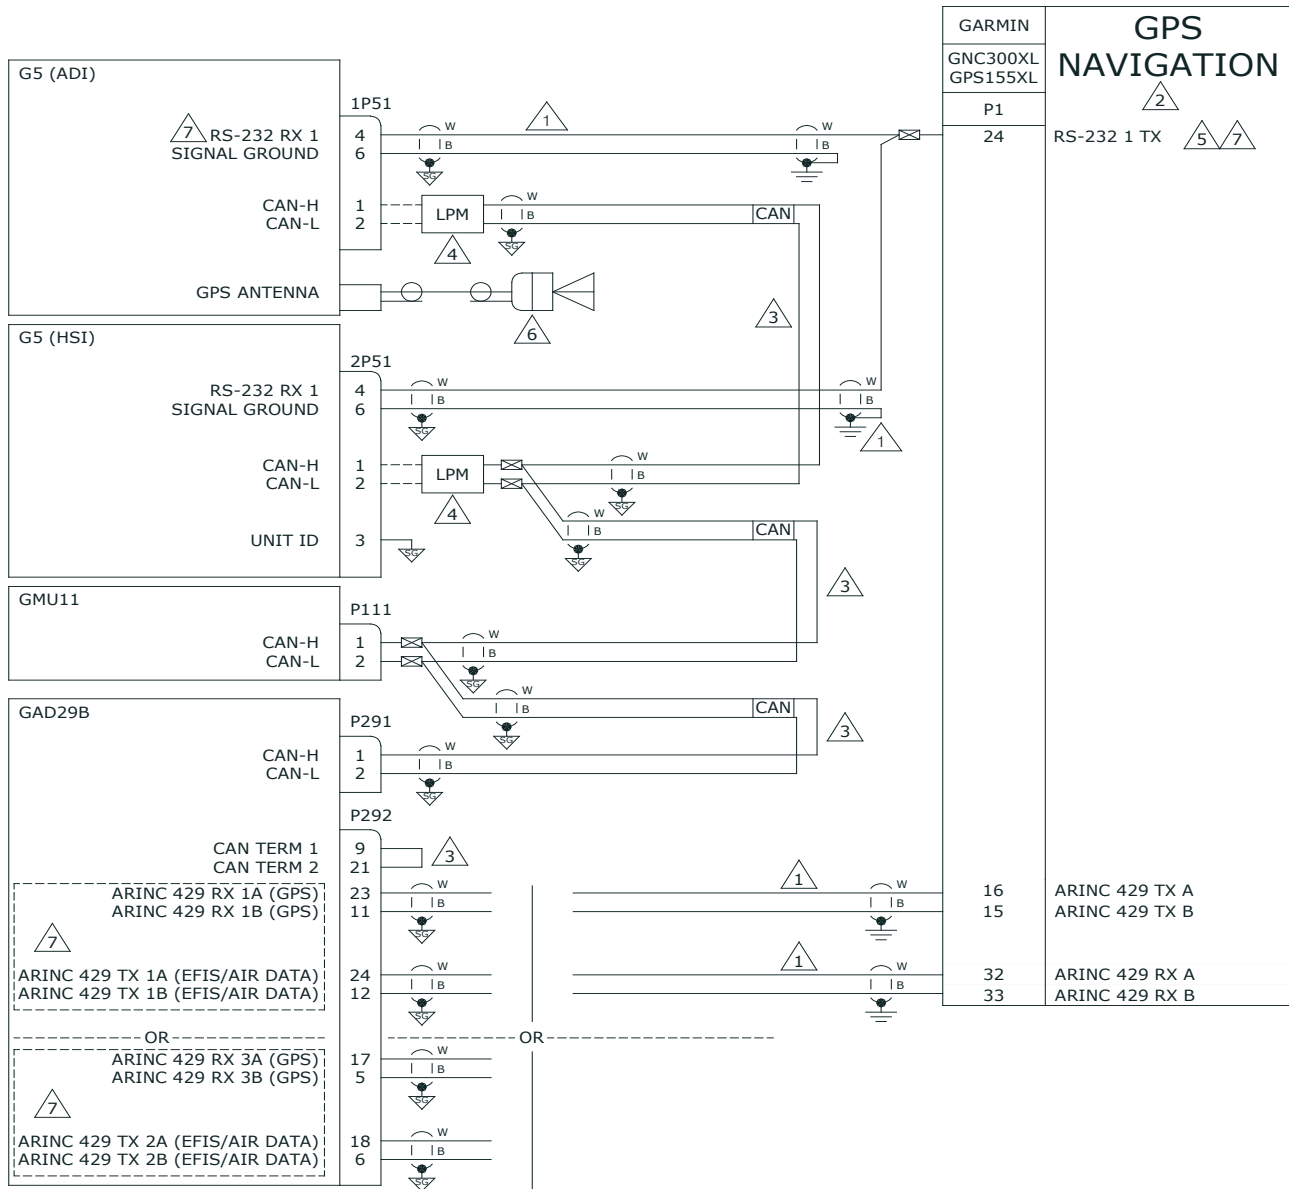 GARMIN
GPS
NAVIGATION
GNC300XL
GPS155XL
2
P1
24 RS-232 1 TX 5 7
G5 (ADI)
1P51
7 RS-232 RX 1 4 W 1 W
SIGNAL GROUND 6 B B
SG
CAN-H 1 LPM W CAN
CAN-L 2 B
4 SG
GPS ANTENNA
6
3
G5 (HSI)
2P51
RS-232 RX 1 4 W W
SIGNAL GROUND 6 B B
SG 1
CAN-H 1 LPM W
CAN-L 2 B
4 SG
W CAN
B
UNIT ID 3 SG SG
3
GMU11
P111
CAN-H 1 W
CAN-L 2 B
SG
W CAN
B
SG
3
GAD29B
P291
CAN-H 1 W
CAN-L 2 B
SG
P292
CAN TERM 1 9 3
CAN TERM 2 21
ARINC 429 RX 1A (GPS) 23 W 1 W 16 ARINC 429 TX A
ARINC 429 RX 1B (GPS) 11 B B 15 ARINC 429 TX B
7 SG
ARINC 429 TX 1A (EFIS/AIR DATA) 24 W 1 W 32 ARINC 429 RX A
ARINC 429 TX 1B (EFIS/AIR DATA) 12 B B 33 ARINC 429 RX B
SG
OR OR
ARINC 429 RX 3A (GPS) 17 W
ARINC 429 RX 3B (GPS) 5 B
7 SG
ARINC 429 TX 2A (EFIS/AIR DATA) 18 W
ARINC 429 TX 2B (EFIS/AIR DATA) 6 B
SG